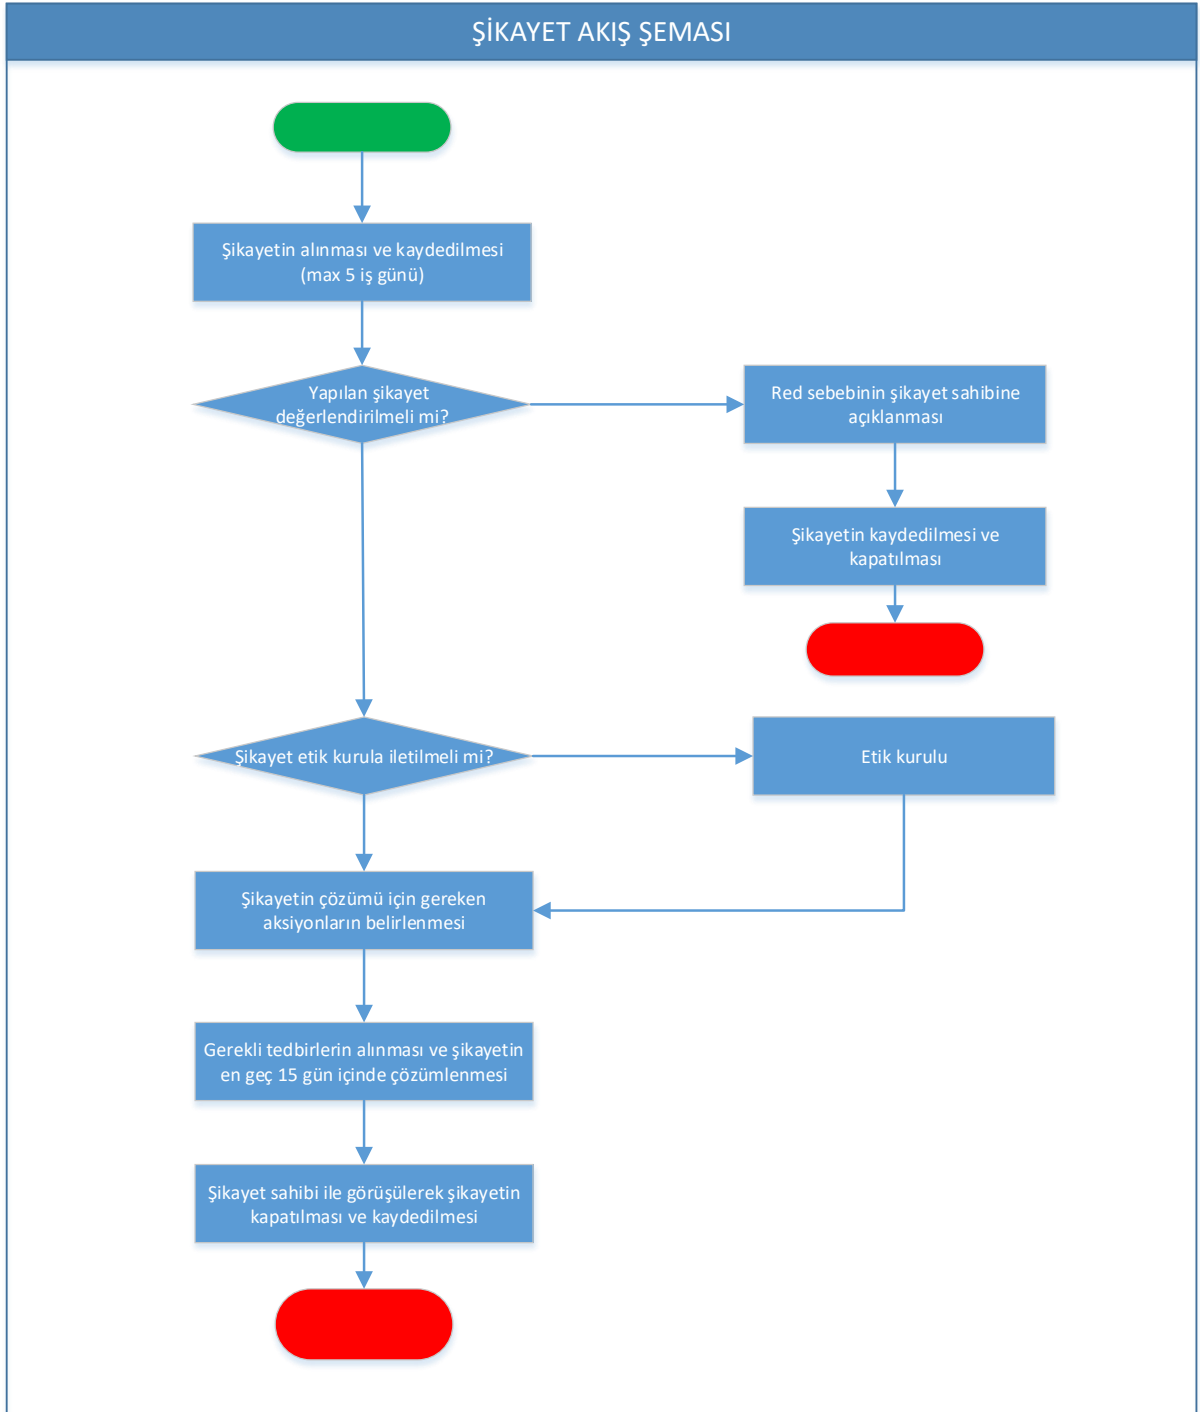 ŞİKAYET AKIŞ ŞEMASI
Şikayetin alınması ve kaydedilmesi
(max 5 iş günü)
Yapılan şikayet
değerlendirilmeli mi?
Red sebebinin şikayet sahibine
açıklanması
Şikayetin kaydedilmesi ve
kapatılması
Şikayet etik kurula iletilmeli mi?
Etik kurulu
Şikayetin çözümü için gereken
aksiyonların belirlenmesi
Gerekli tedbirlerin alınması ve şikayetin
en geç 15 gün içinde çözümlenmesi
Şikayet sahibi ile görüşülerek şikayetin
kapatılması ve kaydedilmesi